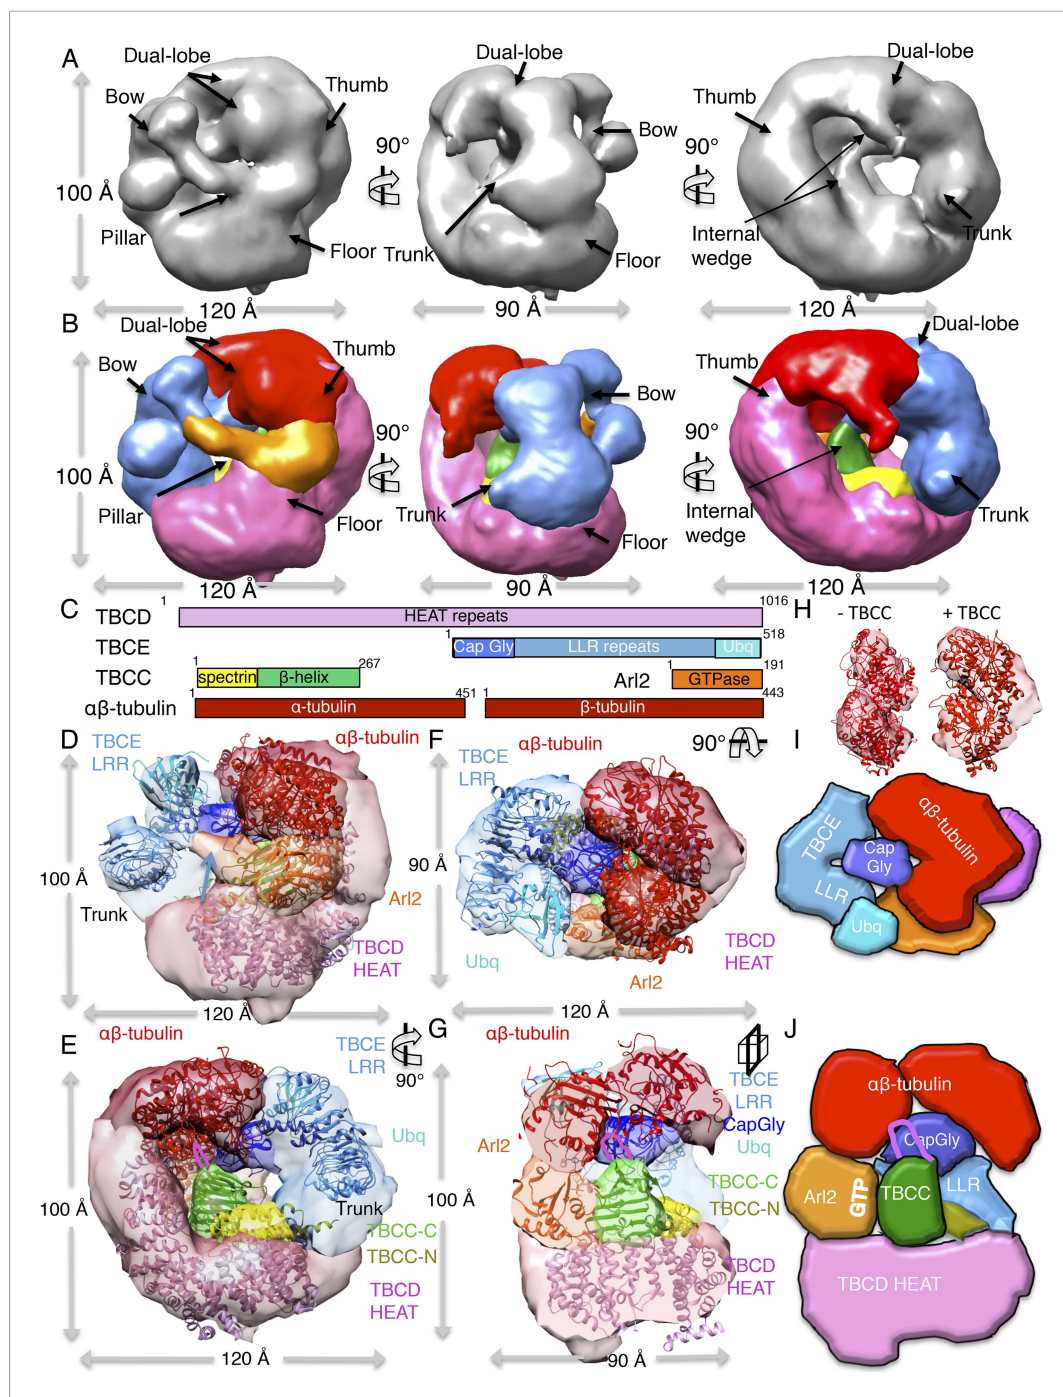 A
Dual-lobe
Bow
Thumb
100 Å
Pillar
Floor
120 Å
90°
Dual-lobe
Bow
Trunk
Floor
90 Å
90°
Dual-lobe
Thumb
Internal
wedge
Trunk
120 Å
B
Dual-lobe
Bow
Thumb
100 Å
Pillar
Floor
120 Å
90°
Bow
Trunk
Floor
90 Å
90°
Dual-lobe
Thumb
Internal
wedge
Trunk
120 Å
C
TBCD
1
HEAT repeats
1016
TBCE
1
Cap Gly
LLR repeats
Ubq
518
TBCC
1
spectrin
β-helix
267
Arl2
1
GTPase
191
αβ-tubulin
1
α-tubulin
451
1
β-tubulin
443
H
- TBCC
+ TBCC
D
TBCE
LRR
αβ-tubulin
100 Å
Trunk
Arl2
TBCD
HEAT
120 Å
F
TBCE
LRR
αβ-tubulin
90°
90 Å
Ubq
Arl2
TBCD
HEAT
120 Å
I
TBCE
LLR
Cap
Gly
Ubq
αβ-tubulin
E
αβ-tubulin
TBCE
LRR
90°
Ubq
100 Å
Trunk
TBCC-C
TBCC-N
TBCD
HEAT
120 Å
G
αβ-tubulin
TBCE
LRR
CapGly
Ubq
Arl2
TBCC-C
TBCC-N
100 Å
TBCD
HEAT
90 Å
J
αβ-tubulin
CapGly
Arl2
GTP
TBCC
LLR
TBCD HEAT